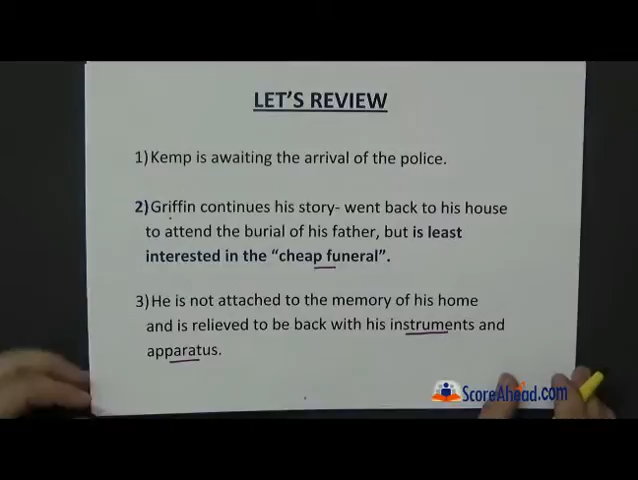 LET'S REVIEW
1) Kemp is awaiting the arrival of the police.
2) Griffin continues his story- went back to his house
to attend the burial of his father, but is least
interested in the "cheap funeral".
3) He is not attached to the memory of his home
and is relieved to be back with his instruments and
apparatus.
ScoreAhead.com